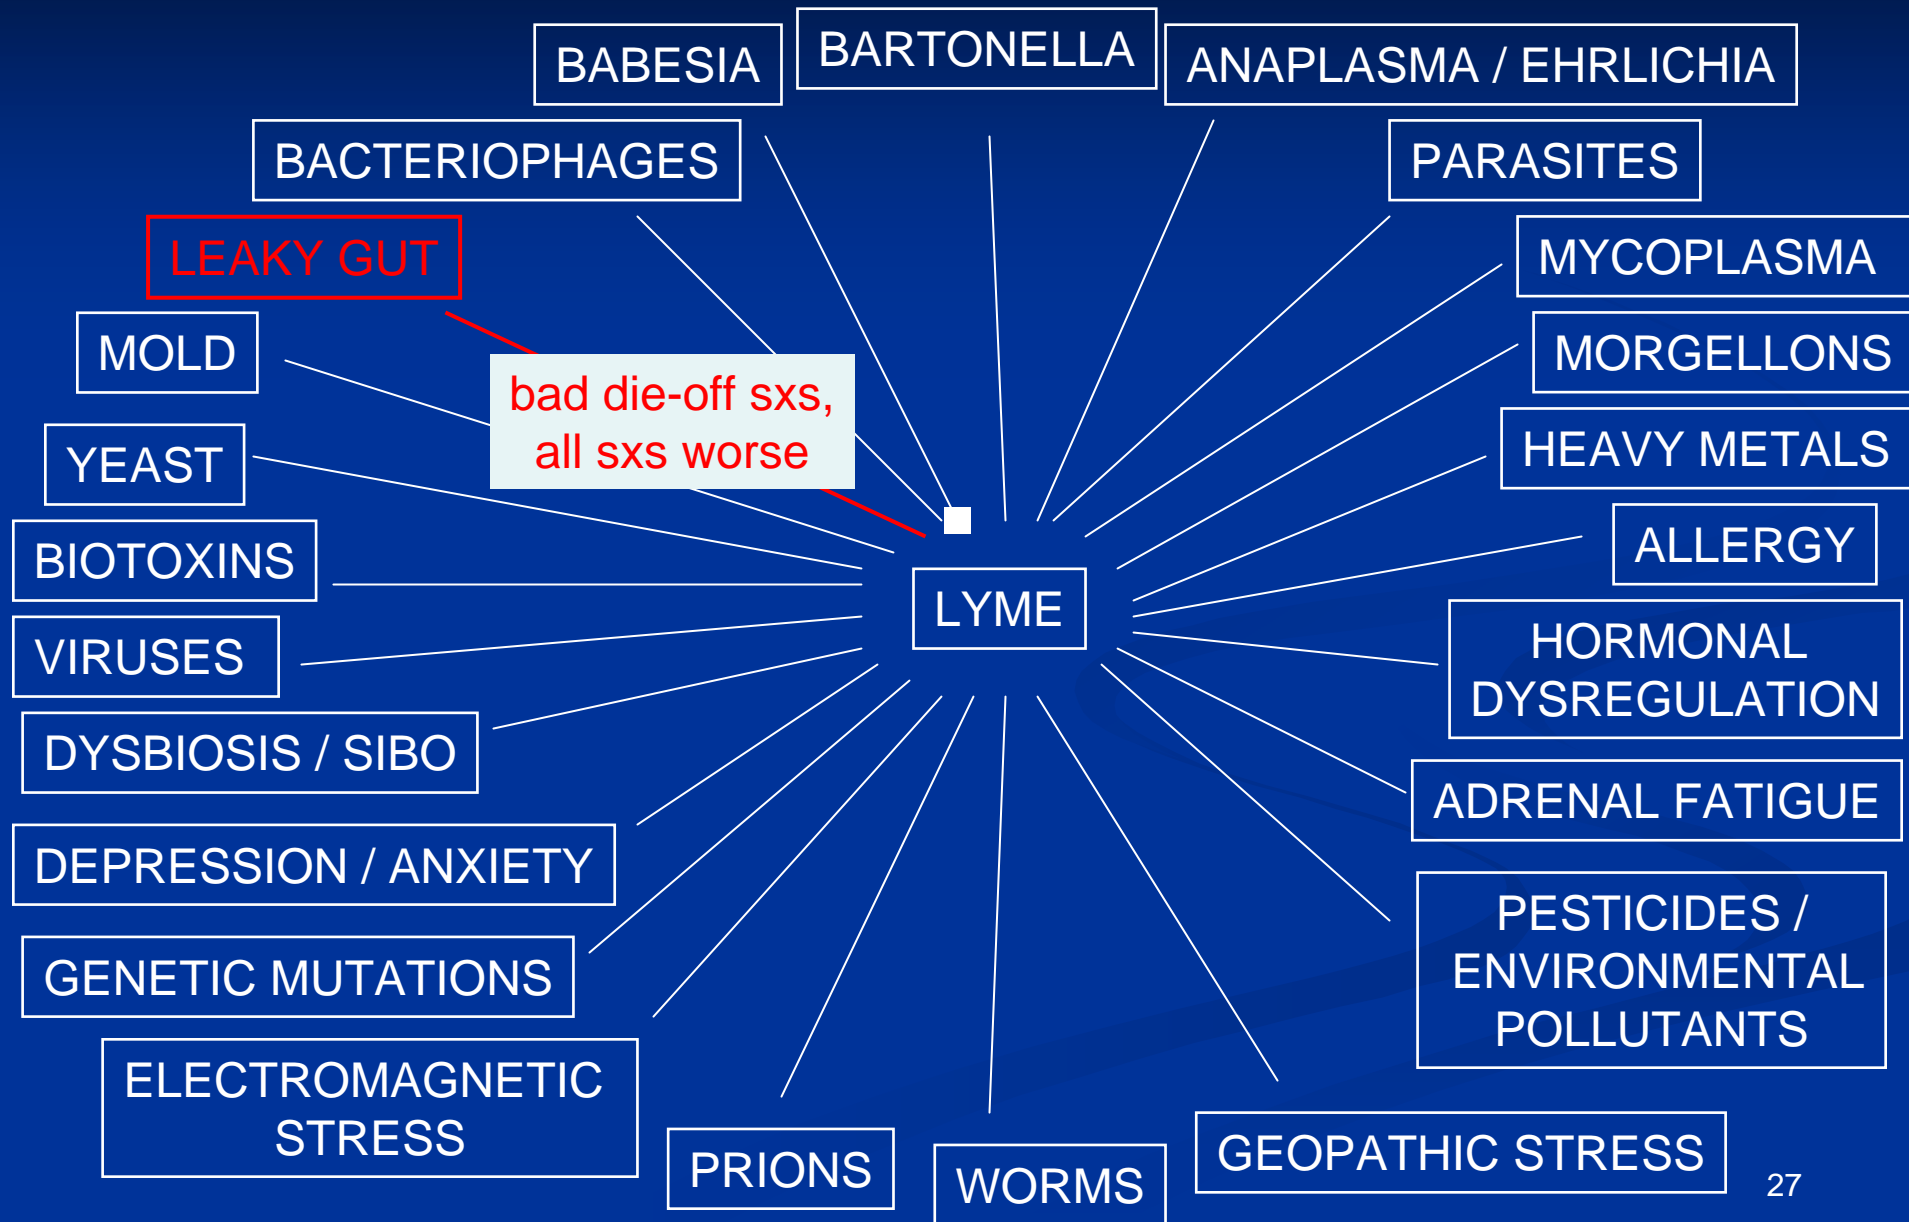 BABESIA
BARTONELLA
ANAPLASMA / EHRLICHIA
BACTERIOPHAGES
PARASITES
LEAKY GUT
MYCOPLASMA
MOLD
MORGELLONS
bad die-off sxs,
all sxs worse
YEAST
HEAVY METALS
BIOTOXINS
ALLERGY
LYME
VIRUSES
HORMONAL
DYSREGULATION
DYSBIOSIS / SIBO
ADRENAL FATIGUE
DEPRESSION / ANXIETY
PESTICIDES /
ENVIRONMENTAL
POLLUTANTS
GENETIC MUTATIONS
ELECTROMAGNETIC
STRESS
PRIONS
WORMS
GEOPATHIC STRESS
27